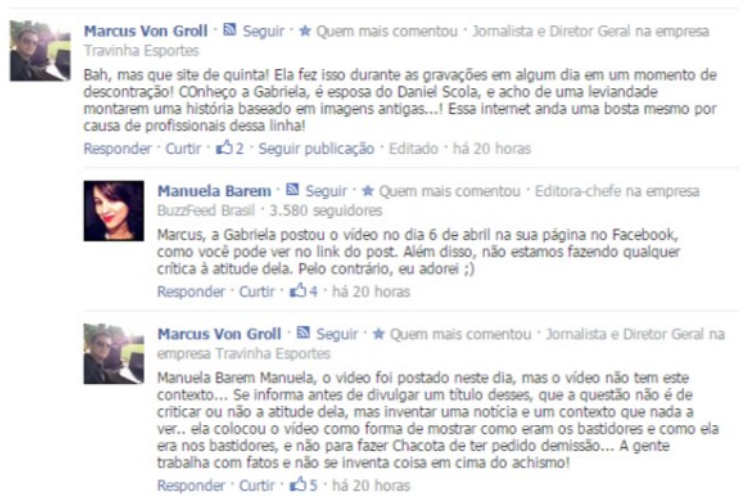 Marcus Von Groll · Seguir · ★ Quem mais comentou · Jornalista e Diretor Geral na empresa
Travinha Esportes
Bah, mas que site de quinta! Ela fez isso durante as gravações em algum dia em um momento de
descontração! COnheço a Gabriela, é esposa do Daniel Scola, e acho de uma leviandade
montarem uma história baseado em imagens antigas...! Essa internet anda uma bosta mesmo por
causa de profissionais dessa linha!
Responder · Curtir · 2 · Seguir publicação · Editado · há 20 horas
Manuela Barem · Seguir · ★ Quem mais comentou · Editora-chefe na empresa
BuzzFeed Brasil · 3.580 seguidores
Marcus, a Gabriela postou o vídeo no dia 6 de abril na sua página no Facebook,
como você pode ver no link do post. Além disso, não estamos fazendo qualquer
crítica à atitude dela. Pelo contrário, eu adorei ;)
Responder · Curtir · 4 · há 20 horas
Marcus Von Groll · Seguir · ★ Quem mais comentou · Jornalista e Diretor Geral na
empresa Travinha Esportes
Manuela Barem Manuela, o video foi postado neste dia, mas o vídeo não tem este
contexto... Se informa antes de divulgar um título desses, que a questão não é de
criticar ou não a atitude dela, mas inventar uma notícia e um contexto que nada a
ver.. ela colocou o vídeo como forma de mostrar como eram os bastidores e como ela
era nos bastidores, e não para fazer Chacota de ter pedido demissão... A gente
trabalha com fatos e não se inventa coisa em cima do achismo!
Responder · Curtir · 5 · há 20 horas